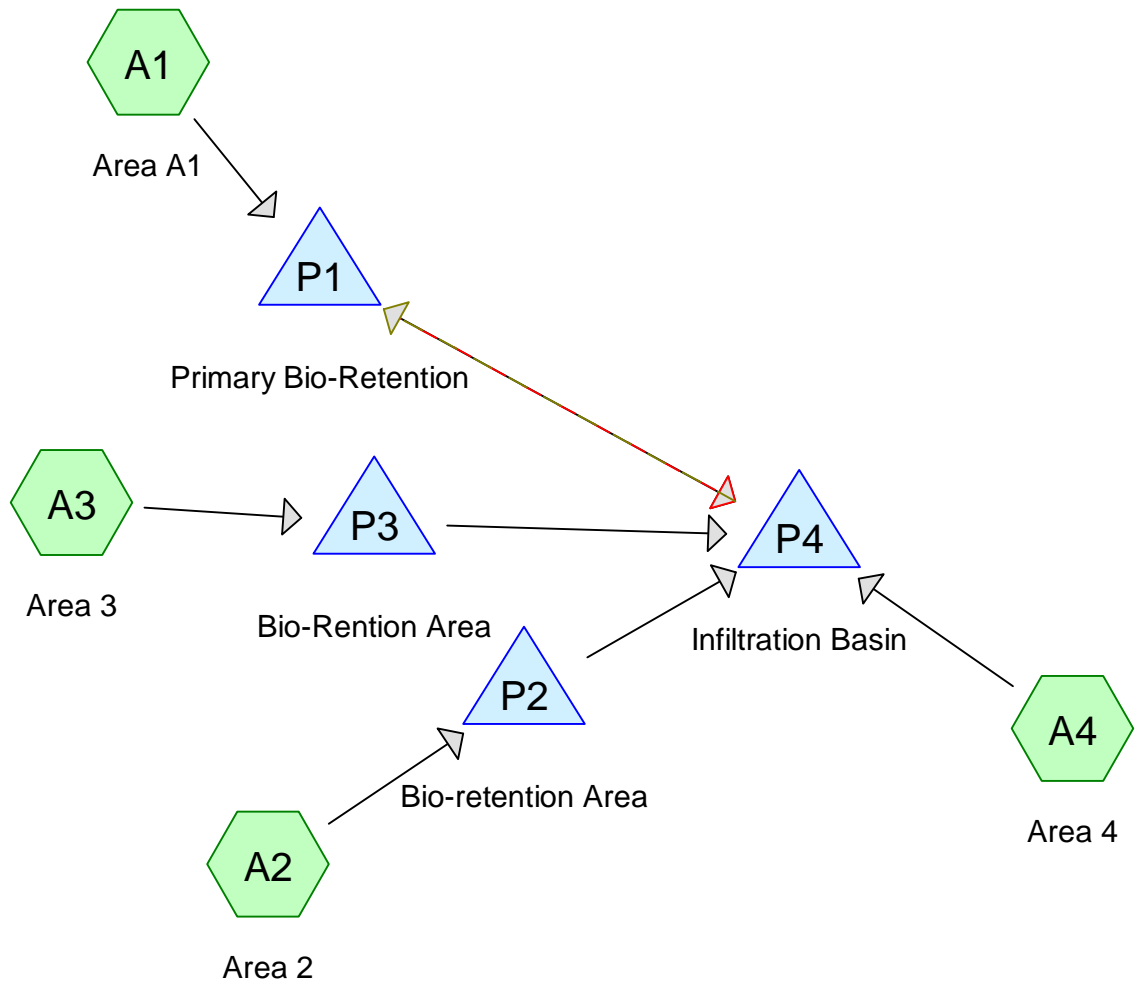 A1
Area A1
P1
Primary Bio-Retention
A3
Area 3
P3
Bio-Rention Area
P4
Infiltration Basin
P2
Bio-retention Area
A4
Area 4
A2
Area 2